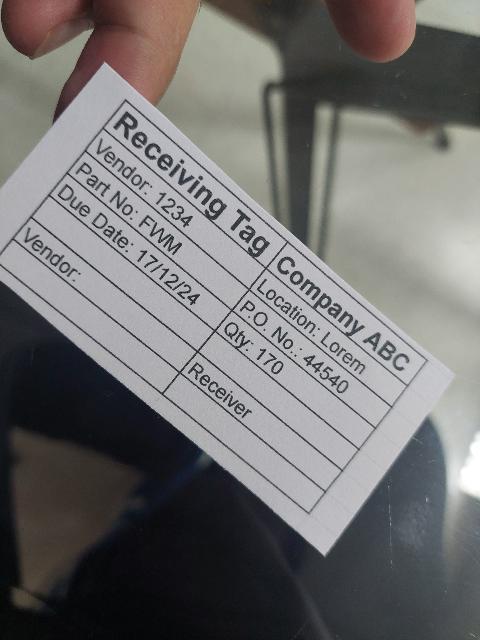 Receiving Tag Company ABC
Vendor: 1234 Location: Lorem
Part No: FWM P.O. No.: 44540
Due Date: 17/12/24 Qty: 170
Vendor: Receiver